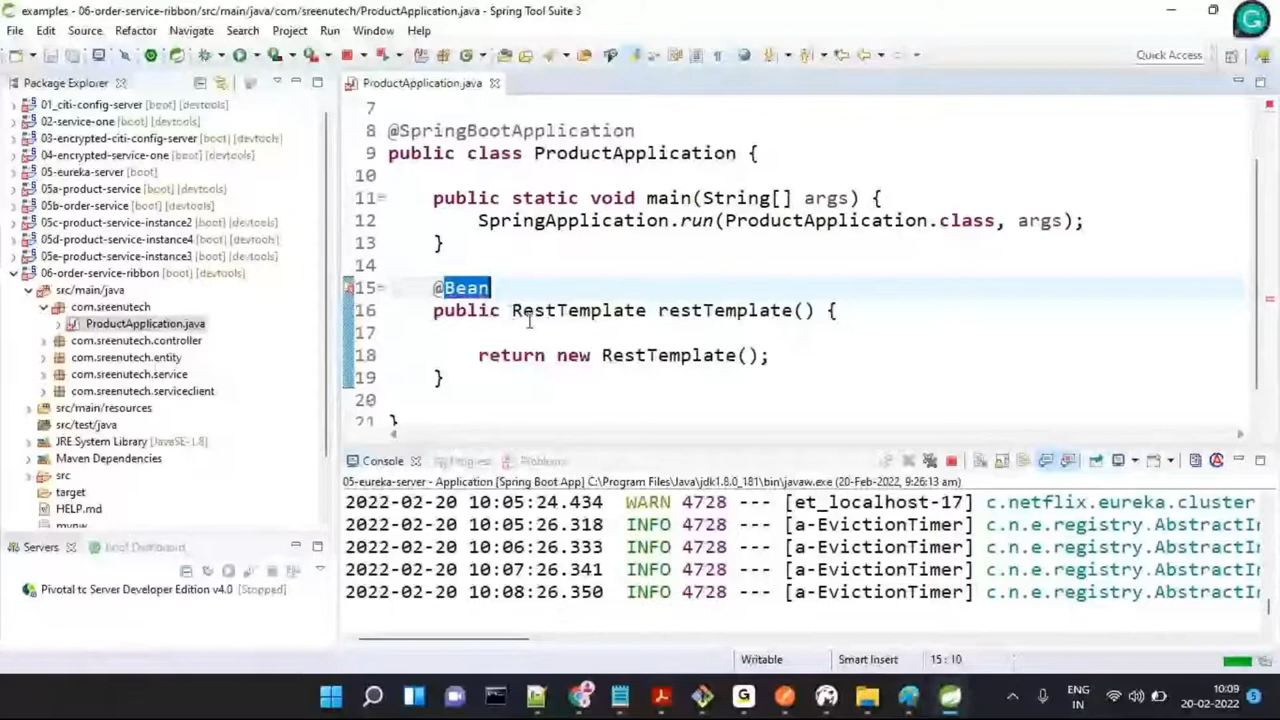 examples - 06-order-service-ribbon/src/main/java/com/sreenutech/ProductApplication.java - Spring Tool Suite 3
File Edit Source Refactor Navigate Search Project Run Window Help
Quick Access
Package Explorer
01_citi-config-server [boot] [devtools]
02-service-one [boot] [devtools]
03-encrypted-citi-config-server [boot] [devtools]
04-encrypted-service-one [boot] [devtools]
05-eureka-server [boot]
05a-product-service [boot] [devtools]
05b-order-service [boot] [devtools]
05c-product-service-instance2 [boot] [devtools]
05d-product-service-instance4 [boot] [devtools]
05e-product-service-instance3 [boot] [devtools]
06-order-service-ribbon [boot] [devtools]
src/main/java
com.sreenutech
ProductApplication.java
com.sreenutech.controller
com.sreenutech.entity
com.sreenutech.service
com.sreenutech.serviceclient
src/main/resources
src/test/java
JRE System Library [JavaSE-1.8]
Maven Dependencies
src
target
HELP.md
mvnw
Servers Boot Dashboard
Pivotal tc Server Developer Edition v4.0 [Stopped]
ProductApplication.java
7
8 @SpringBootApplication
9 public class ProductApplication {
10
11 public static void main(String[] args) {
12 SpringApplication.run(ProductApplication.class, args);
13 }
14
15 @Bean
16 public RestTemplate restTemplate() {
17
18 return new RestTemplate();
19 }
20
21 }
Console Progress Problems
05-eureka-server - Application [Spring Boot App] C:\Program Files\Java\jdk1.8.0_181\bin\javaw.exe (20-Feb-2022, 9:26:13 am)
2022-02-20 10:05:24.434 WARN 4728 --- [et_localhost-17] c.netflix.eureka.cluster
2022-02-20 10:05:26.318 INFO 4728 --- [a-EvictionTimer] c.n.e.registry.AbstractI
2022-02-20 10:06:26.333 INFO 4728 --- [a-EvictionTimer] c.n.e.registry.AbstractI
2022-02-20 10:07:26.341 INFO 4728 --- [a-EvictionTimer] c.n.e.registry.AbstractI
2022-02-20 10:08:26.350 INFO 4728 --- [a-EvictionTimer] c.n.e.registry.AbstractI
Writable Smart Insert 15 : 10
ENG
IN
10:09
20-02-2022
5